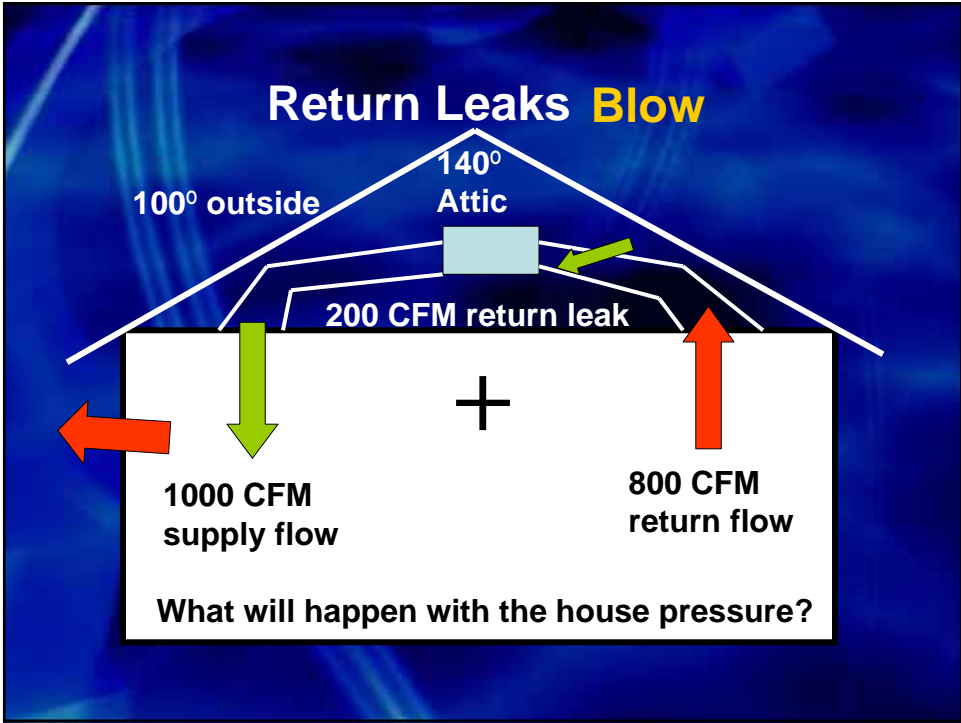 Return Leaks Blow
140⁰
Attic
100⁰ outside
200 CFM return leak
+
1000 CFM
supply flow
800 CFM
return flow
What will happen with the house pressure?